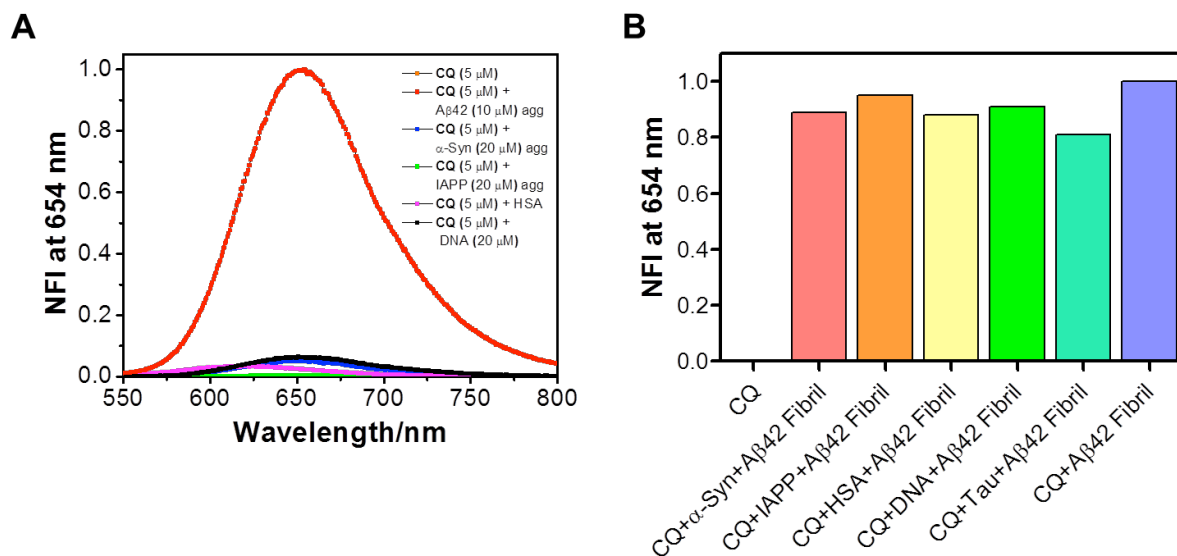 A
NFI at 654 nm
1.0
0.8
0.6
0.4
0.2
0.0
CQ (5 μM)
CQ (5 μM) +
Aβ42 (10 μM) agg
CQ (5 μM) +
α-Syn (20 μM) agg
CQ (5 μM) +
IAPP (20 μM) agg
CQ (5 μM) + HSA
CQ (5 μM) +
DNA (20 μM)
550 600 650 700 750 800
Wavelength/nm
B
NFI at 654 nm
1.0
0.8
0.6
0.4
0.2
0.0
CQ
CQ+α-Syn+Aβ42 Fibril
CQ+IAPP+Aβ42 Fibril
CQ+HSA+Aβ42 Fibril
CQ+DNA+Aβ42 Fibril
CQ+Tau+Aβ42 Fibril
CQ+Aβ42 Fibril